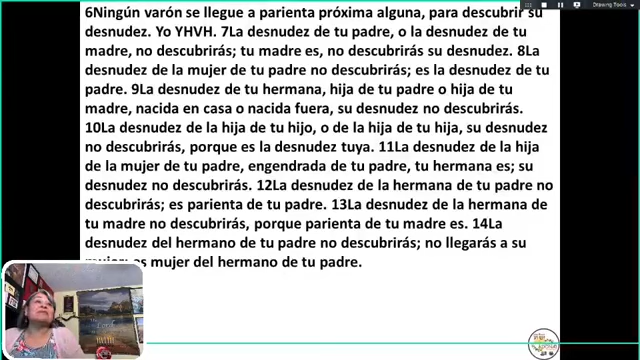 Drawing Tools
6Ningún varón se llegue a parienta próxima alguna, para descubrir su
desnudez. Yo YHVH. 7La desnudez de tu padre, o la desnudez de tu
madre, no descubrirás; tu madre es, no descubrirás su desnudez. 8La
desnudez de la mujer de tu padre no descubrirás; es la desnudez de tu
padre. 9La desnudez de tu hermana, hija de tu padre o hija de tu
madre, nacida en casa o nacida fuera, su desnudez no descubrirás.
10La desnudez de la hija de tu hijo, o de la hija de tu hija, su desnudez
no descubrirás, porque es la desnudez tuya. 11La desnudez de la hija
de la mujer de tu padre, engendrada de tu padre, tu hermana es; su
desnudez no descubrirás. 12La desnudez de la hermana de tu padre no
descubrirás; es parienta de tu padre. 13La desnudez de la hermana de
tu madre no descubrirás, porque parienta de tu madre es. 14La
desnudez del hermano de tu padre no descubrirás; no llegarás a su
mujer; es mujer del hermano de tu padre.